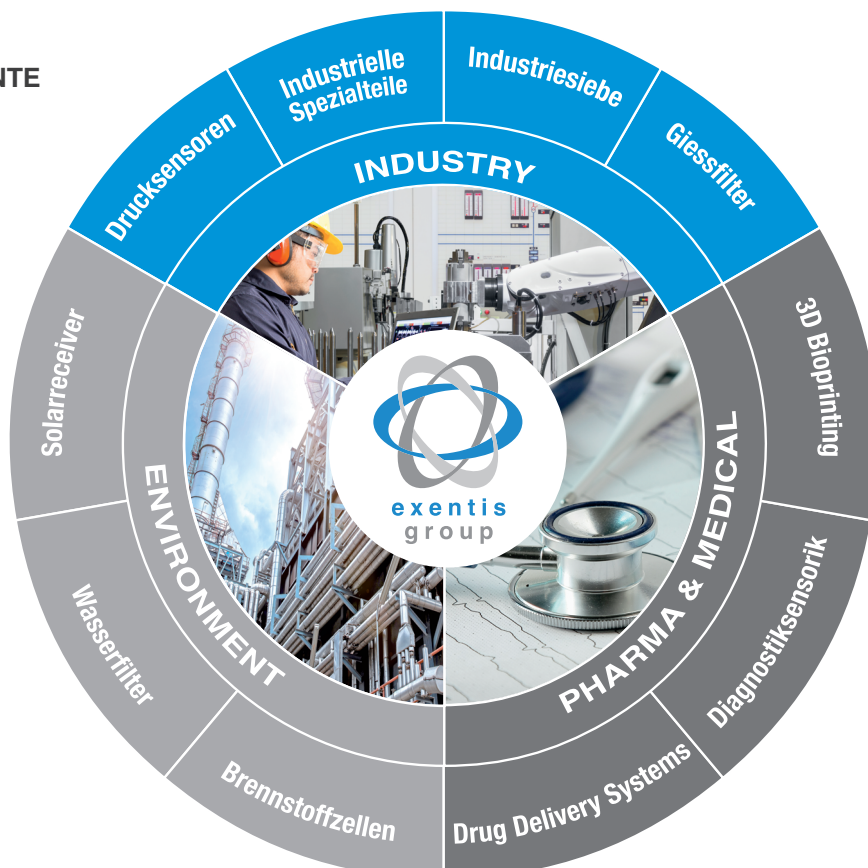 NTE
Drucksensoren
Industrielle
Spezialteile
Industriesiebe
Giessfilter
INDUSTRY
Solarreceiver
Wasserfilter
Brennstoffzellen
ENVIRONMENT
3D Bioprinting
Diagnostiksensorik
Drug Delivery Systems
PHARMA & MEDICAL
exentis
group